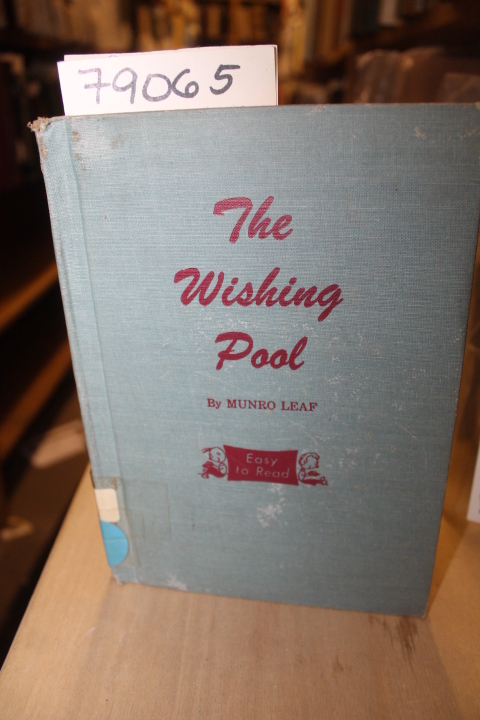 79065
The
Wishing
Pool
By MUNRO LEAF
Easy
to Read